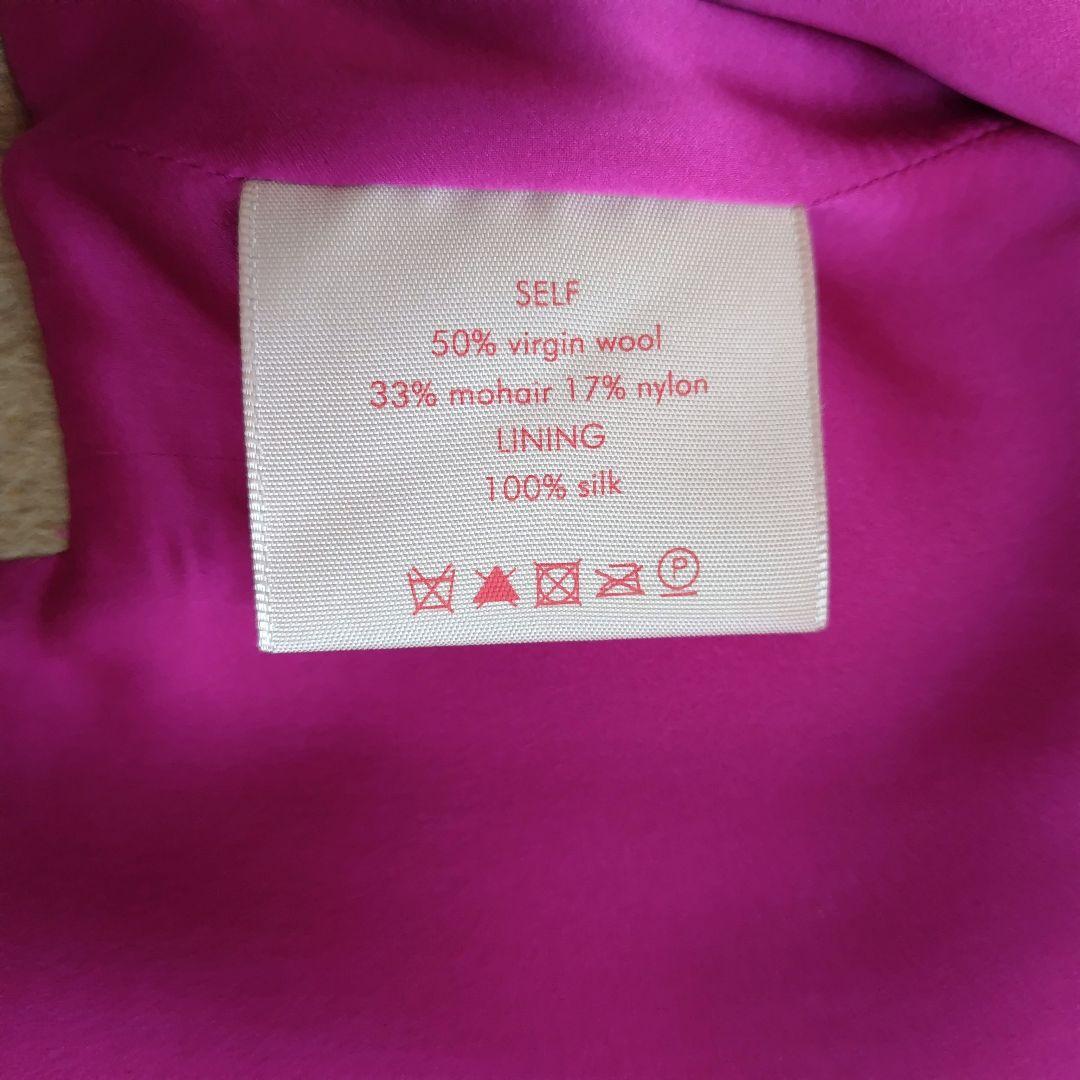 SELF
50% virgin wool
33% mohair 17% nylon
LINING
100% silk
P